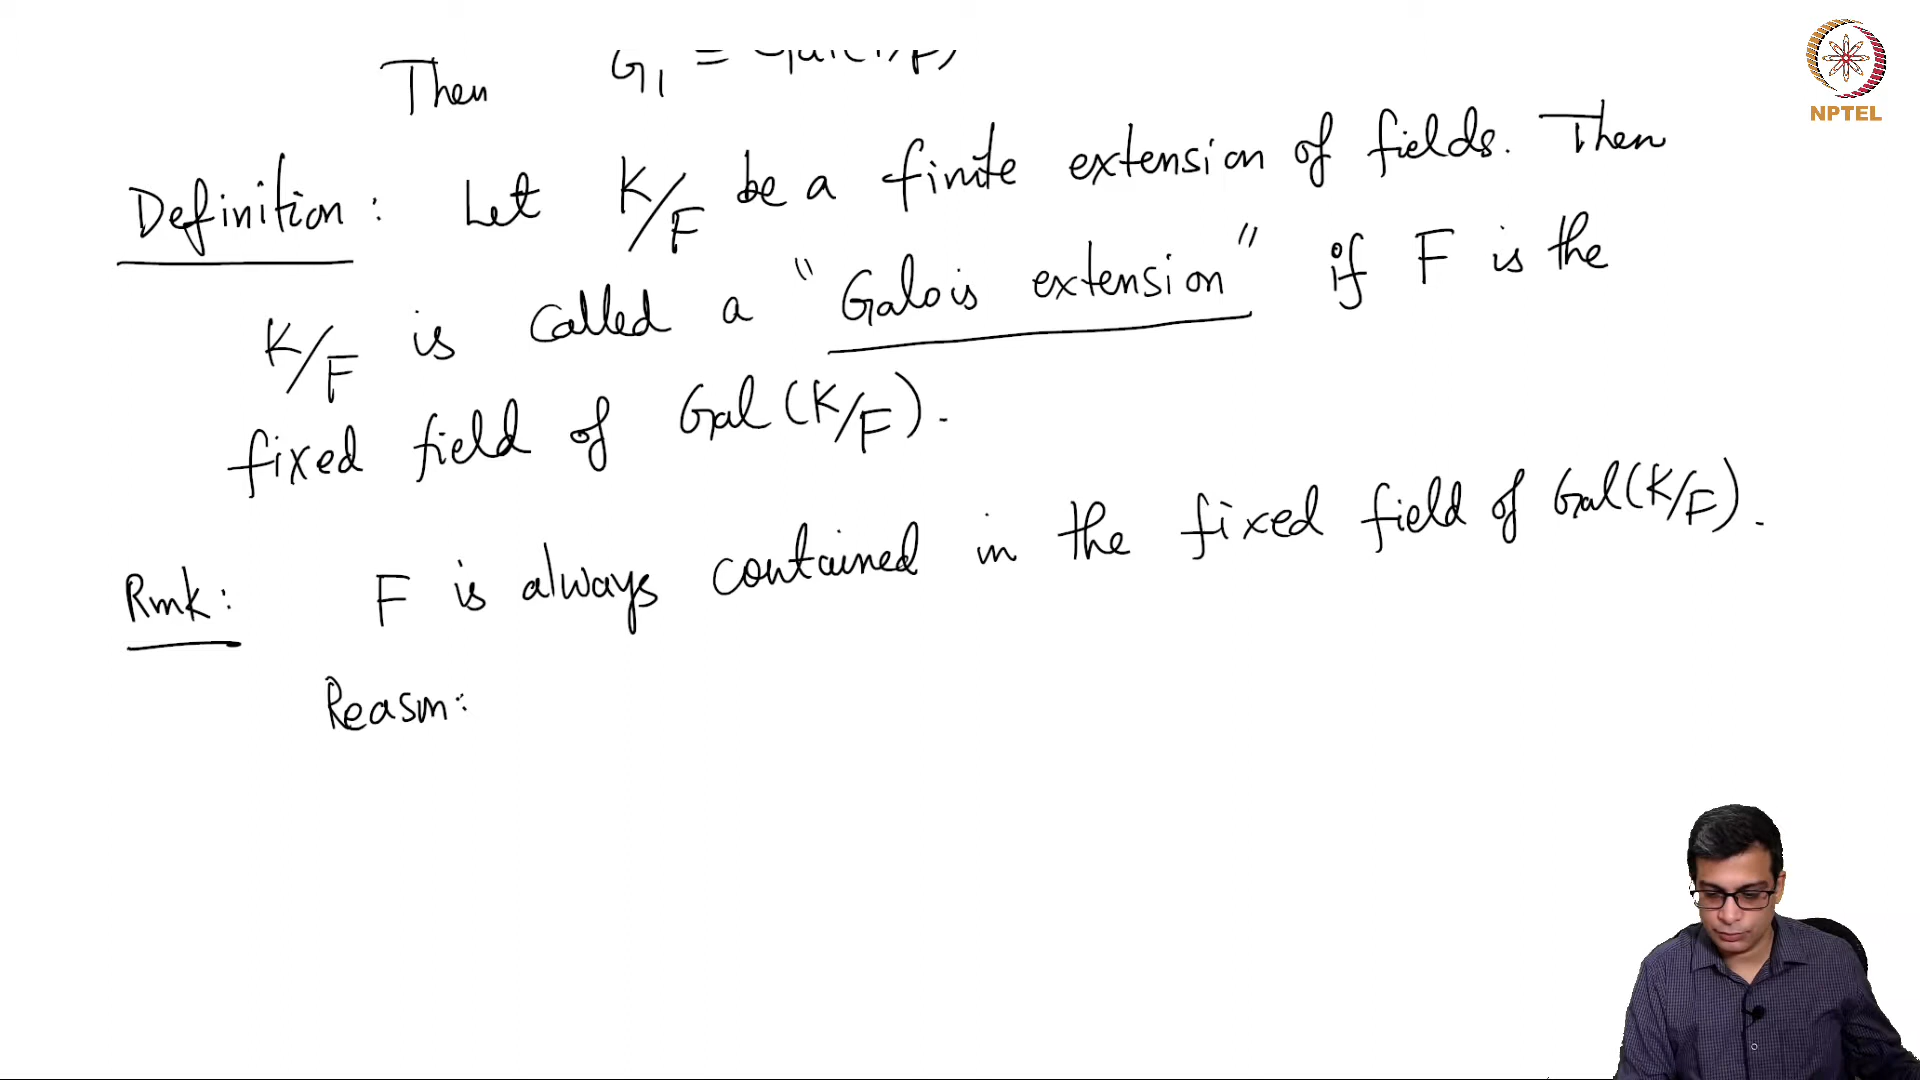 Then G =
Definition: Let K/F be a finite extension of fields. Then
K/F is called a "Galois extension" if F is the
fixed field of Gal(K/F).
Rmk: F is always contained in the fixed field of Gal(K/F).
Reason:
NPTEL